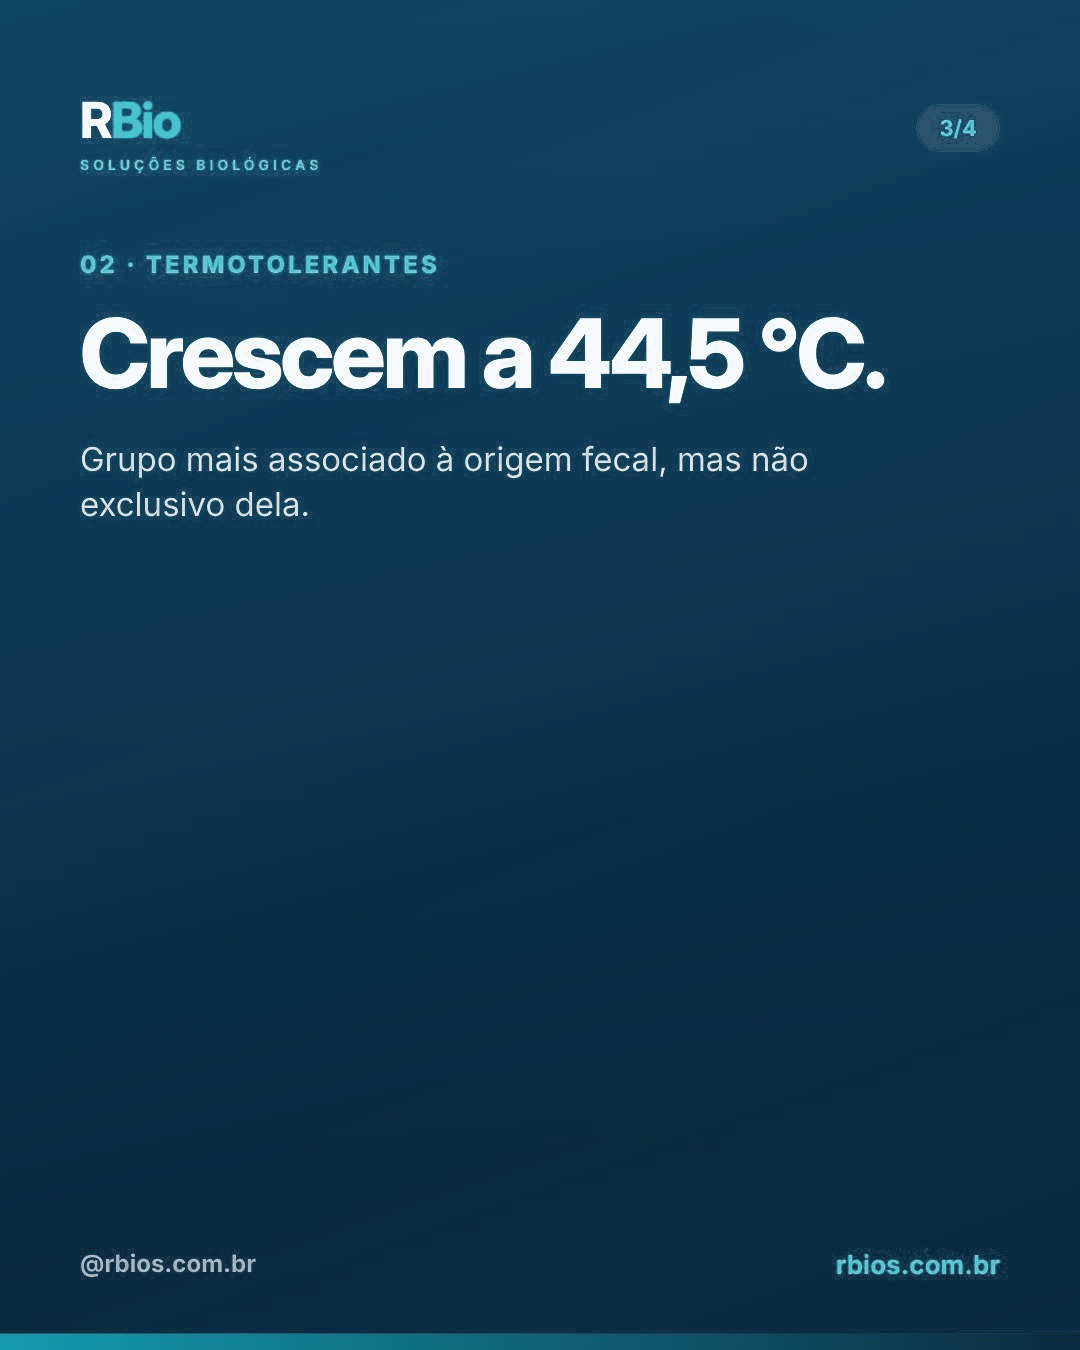 RBio
SOLUÇÕES BIOLÓGICAS
3/4
02 · TERMOTOLERANTES
Crescem a 44,5 °C.
Grupo mais associado à origem fecal, mas não
exclusivo dela.
@rbios.com.br
rbios.com.br